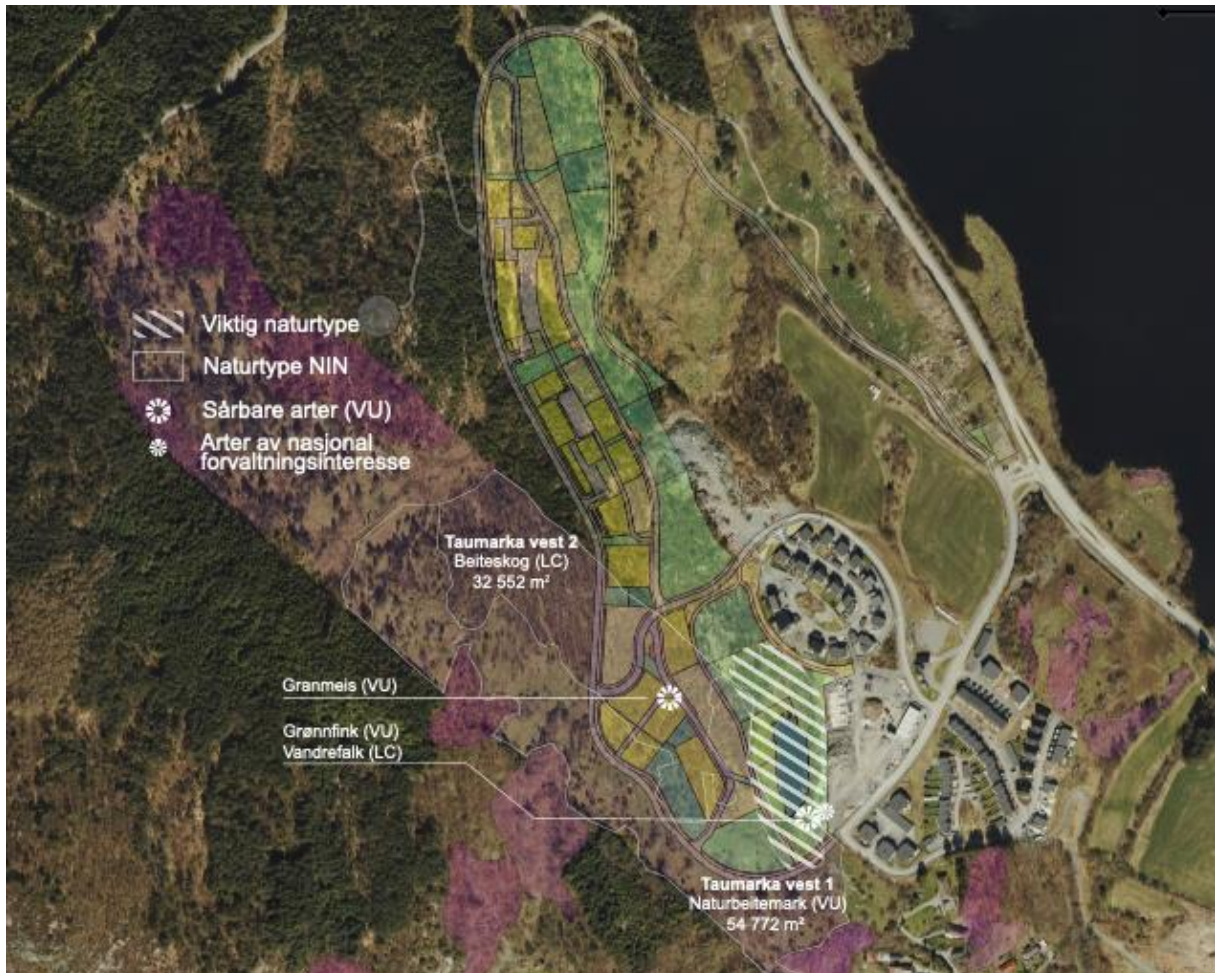 Viktig naturtype
Naturtype NIN
Sårbare arter (VU)
Arter av nasjonal
forvaltningsinteresse
Taumarka vest 2
Beiteskog (LC)
32 552 m²
Granmeis (VU)
Grønnfink (VU)
Vandrefalk (LC)
Taumarka vest 1
Naturbeitemark (VU)
54 772 m²